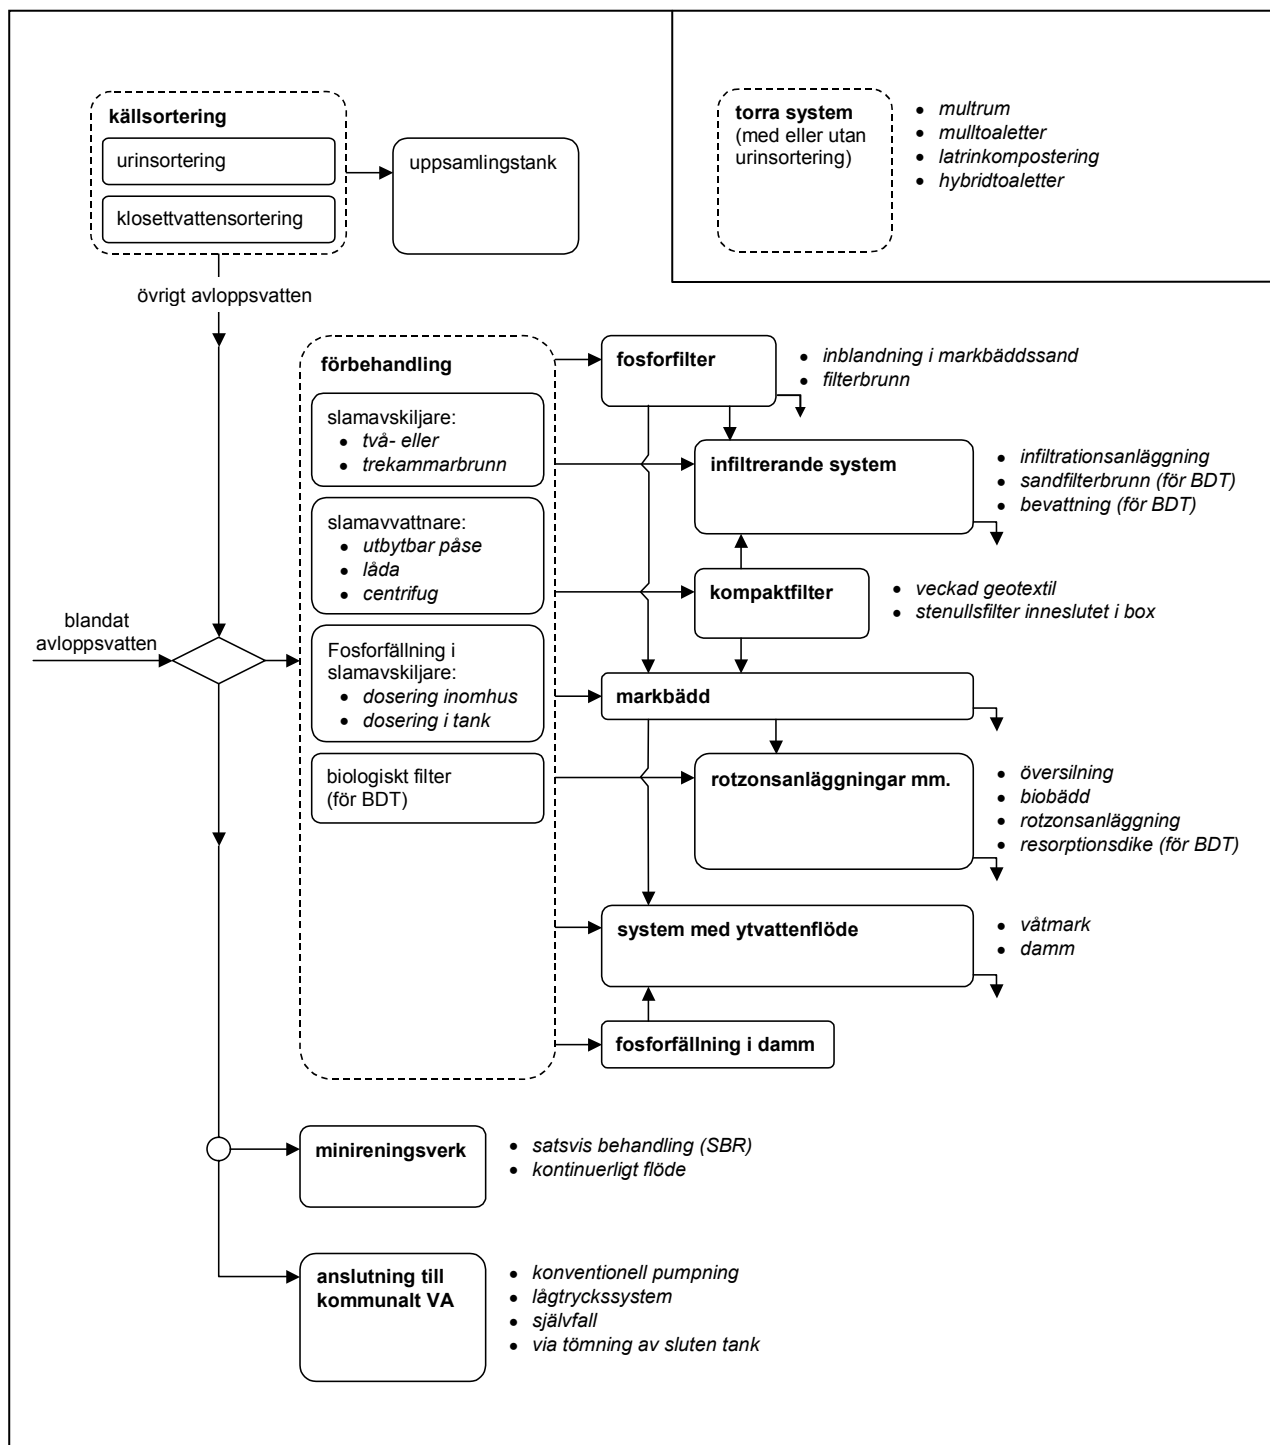 källsortering
urinsortering
klosettvattensortering
uppsamlingstank
torra system
(med eller utan
urinsortering)
• multrum
• mulltoaletter
• latrinkompostering
• hybridtoaletter
övrigt avloppsvatten
förbehandling
slamavskiljare:
• två- eller
• trekammarbrunn
slamavvattnare:
• utbytbar påse
• låda
• centrifug
blandat
avloppsvatten
Fosforfällning i
slamavskiljare:
• dosering inomhus
• dosering i tank
biologiskt filter
(för BDT)
fosforfilter
• inblandning i markbäddssand
• filterbrunn
infiltrerande system
• infiltrationsanläggning
• sandfilterbrunn (för BDT)
• bevattning (för BDT)
kompaktfilter
• veckad geotextil
• stenullsfilter inneslutet i box
markbädd
rotzonsanläggningar mm.
• översilning
• biobädd
• rotzonsanläggning
• resorptionsdike (för BDT)
system med ytvattenflöde
• våtmark
• damm
fosforfällning i damm
minireningsverk
• satsvis behandling (SBR)
• kontinuerligt flöde
anslutning till
kommunalt VA
• konventionell pumpning
• lågtryckssystem
• självfall
• via tömning av sluten tank